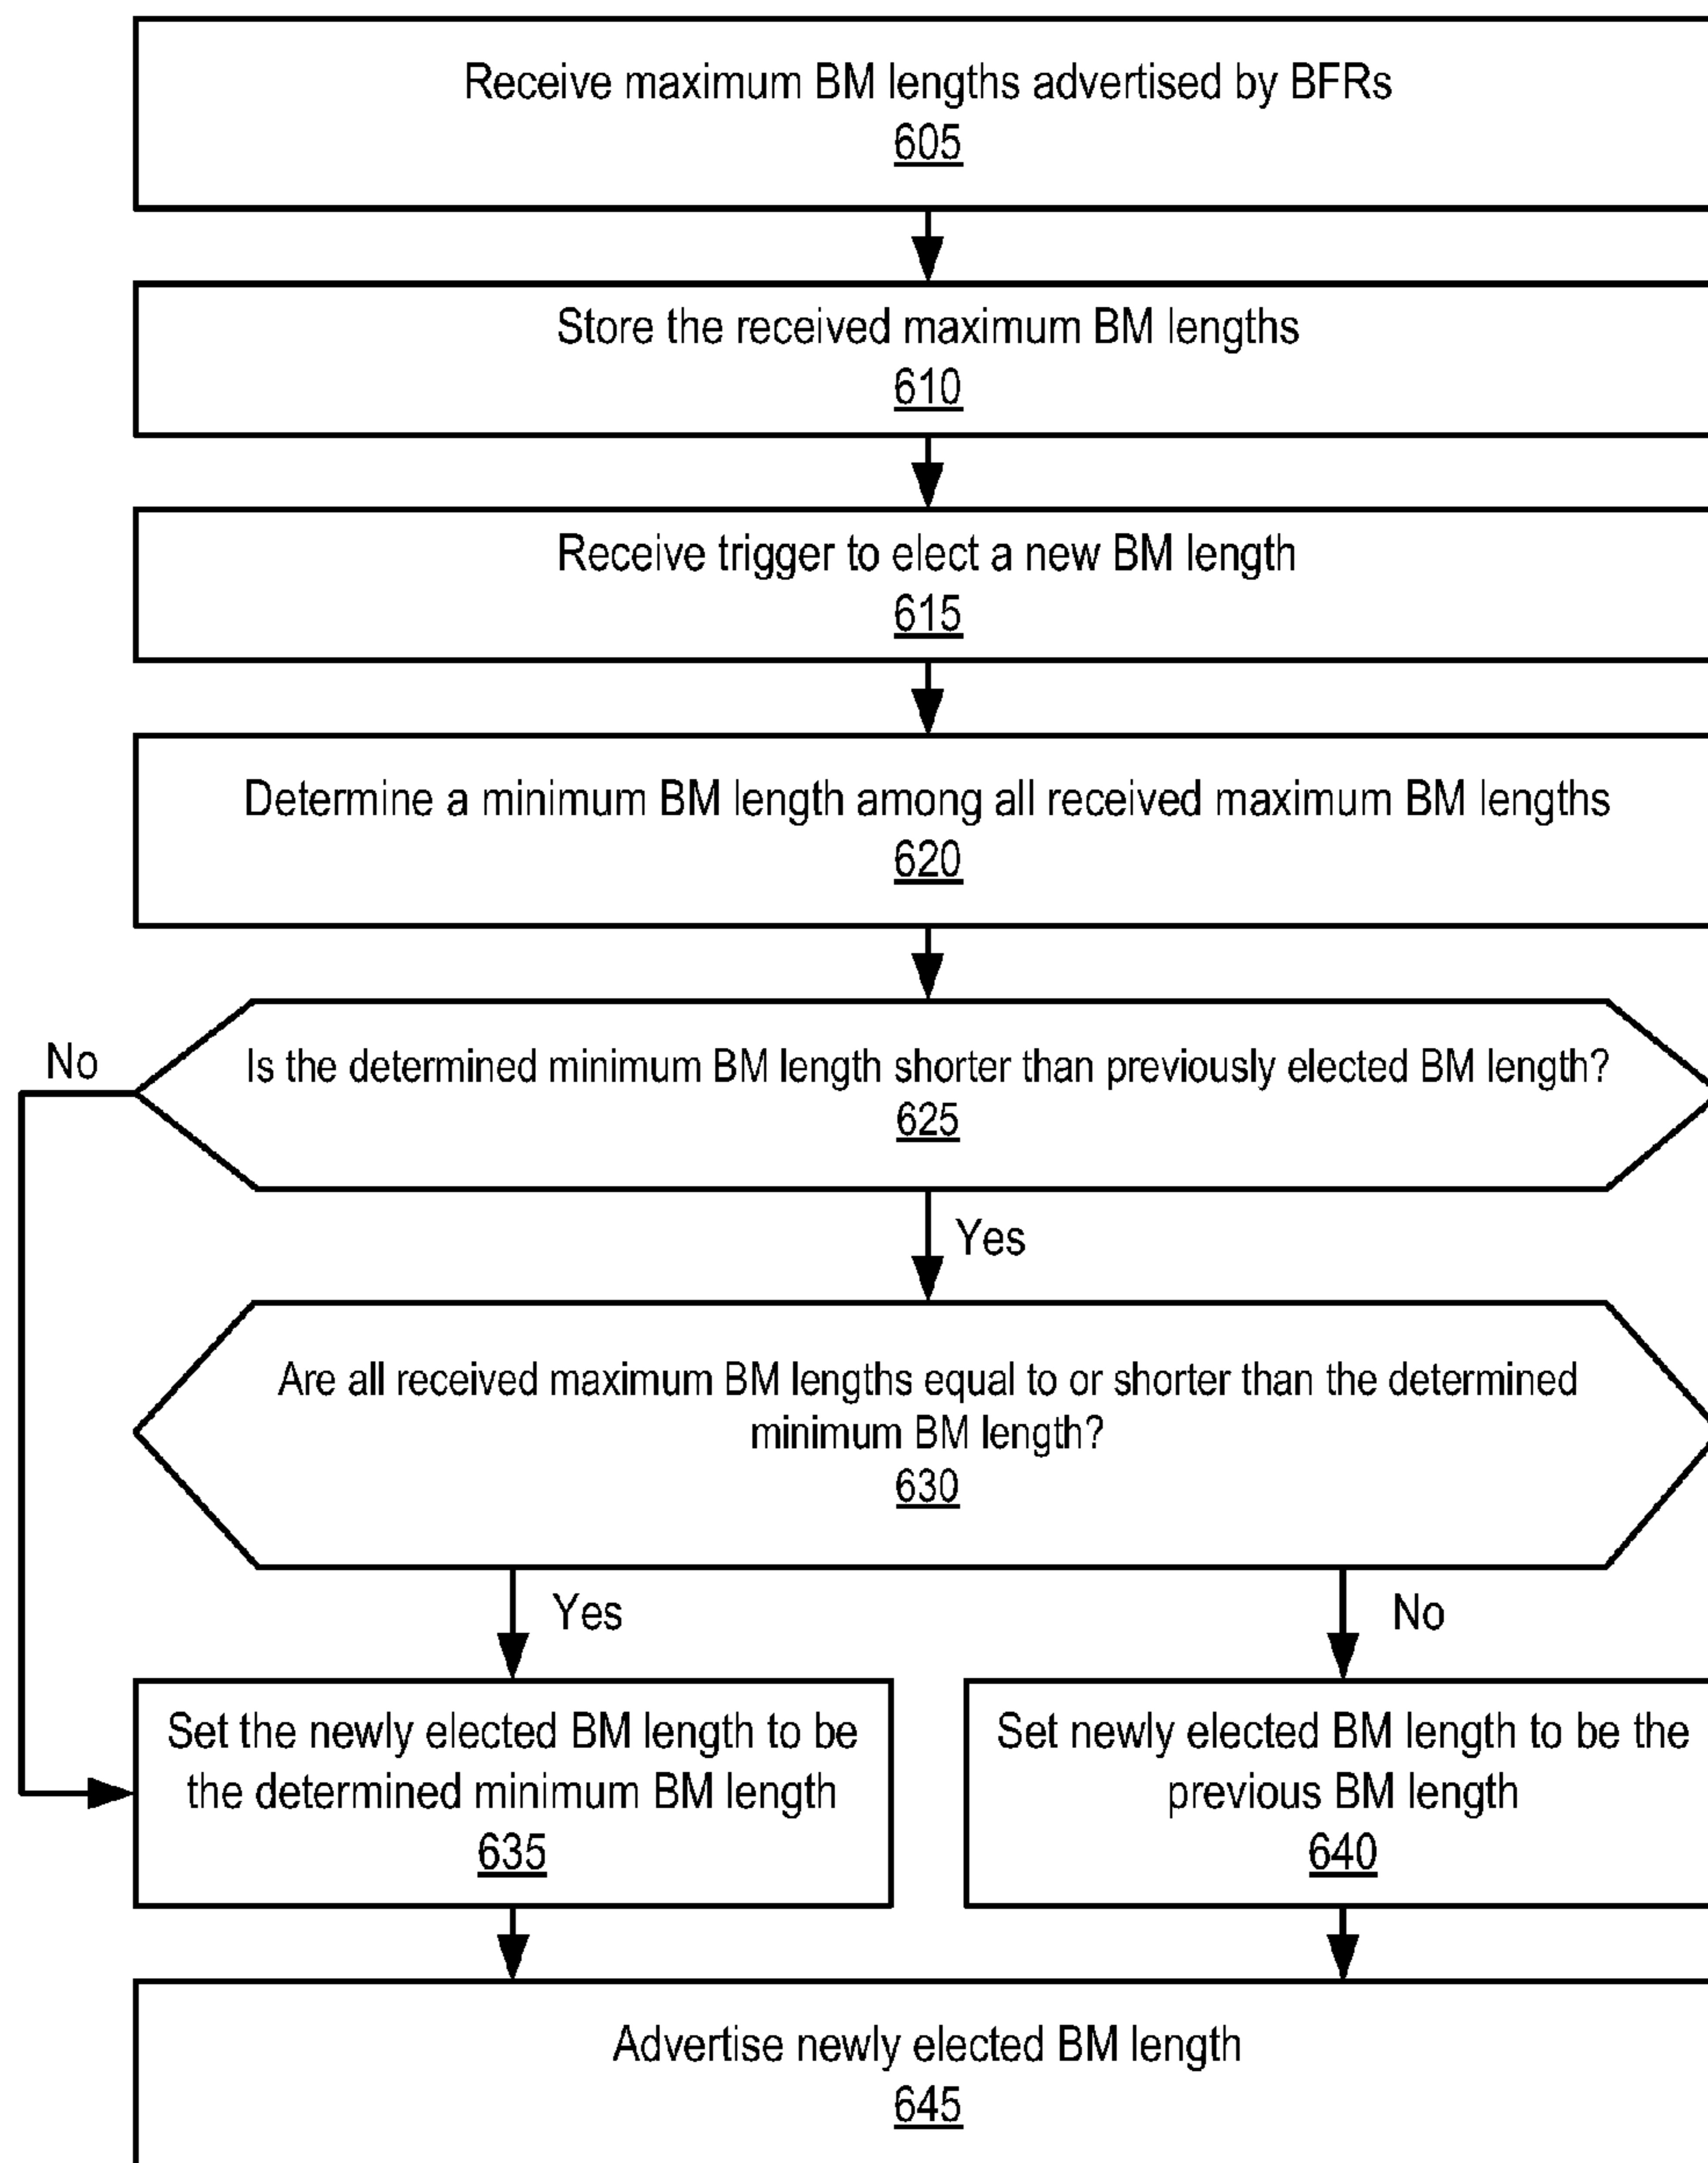 Receive maximum BM lengths advertised by BFRs
605
Store the received maximum BM lengths
610
Receive trigger to elect a new BM length
615
Determine a minimum BM length among all received maximum BM lengths
620
No
Is the determined minimum BM length shorter than previously elected BM length?
625
Yes
Are all received maximum BM lengths equal to or shorter than the determined
minimum BM length?
630
Yes
No
Set the newly elected BM length to be
the determined minimum BM length
635
Set newly elected BM length to be the
previous BM length
640
Advertise newly elected BM length
645